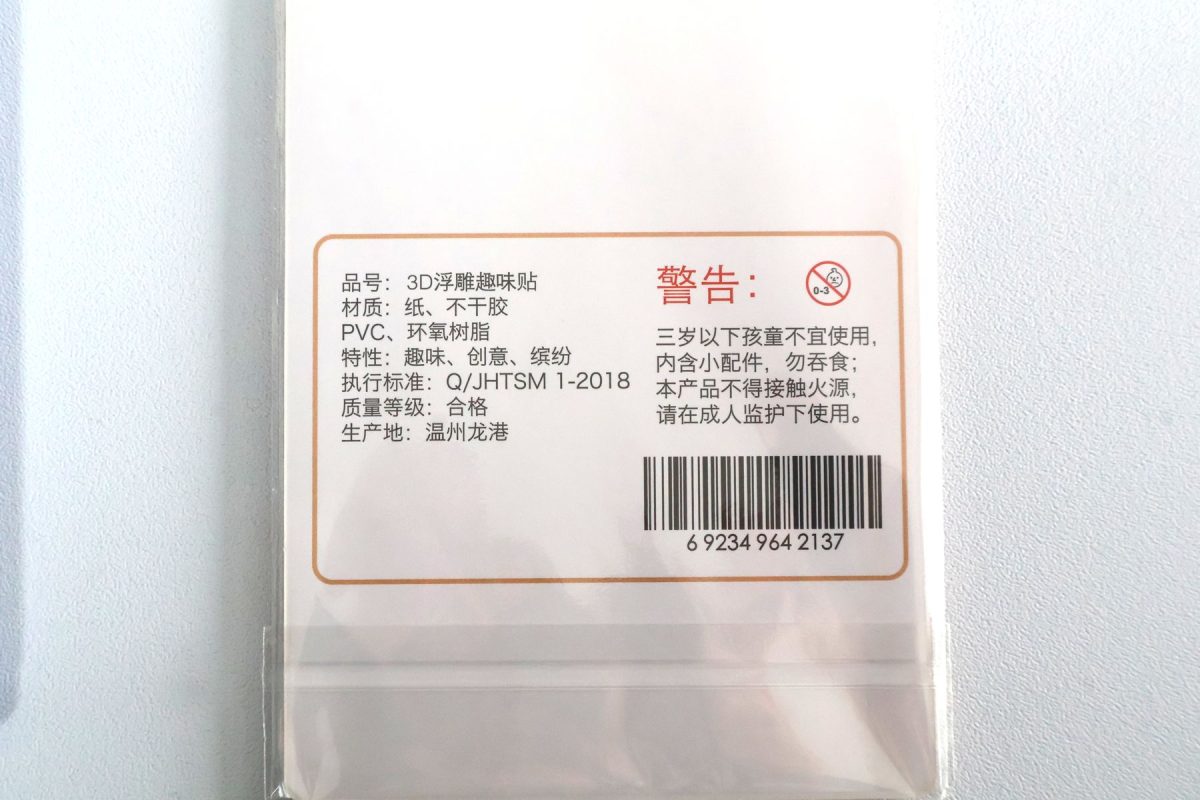 品号：3D浮雕趣味贴
材质：纸、不干胶
PVC、环氧树脂
特性：趣味、创意、缤纷
执行标准：Q/JHTSM 1-2018
质量等级：合格
生产地：温州龙港
警告：
0-3
三岁以下孩童不宜使用，
内含小配件，勿吞食；
本产品不得接触火源，
请在成人监护下使用。
6 92349 964 2137